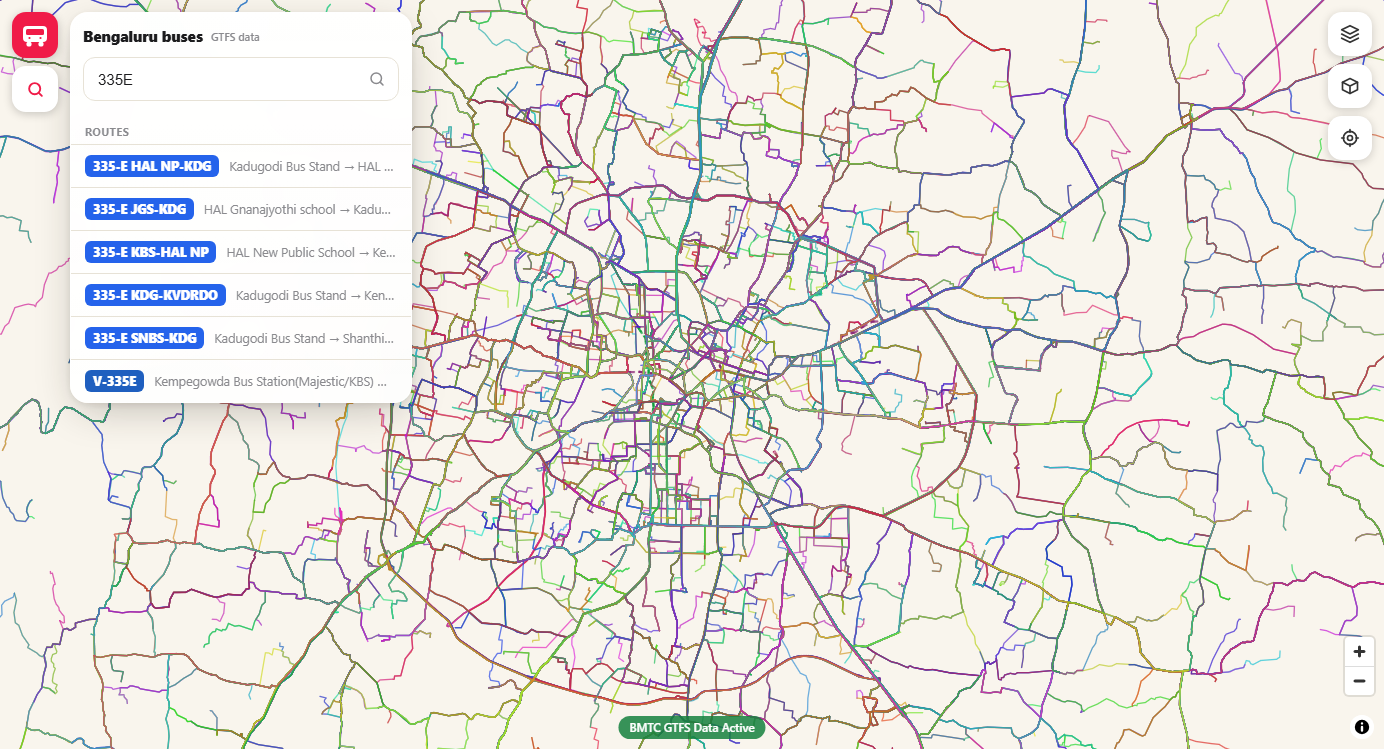 Bengaluru buses GTFS data
335E
ROUTES
335-E HAL NP-KDG Kadugodi Bus Stand → HAL ...
335-E JGS-KDG HAL Gnanajyothi school → Kadu...
335-E KBS-HAL NP HAL New Public School → Ke...
335-E KDG-KVDRDO Kadugodi Bus Stand → Ken...
335-E SNBS-KDG Kadugodi Bus Stand → Shanthi...
V-335E Kempegowda Bus Station(Majestic/KBS) ...
BMTC GTFS Data Active